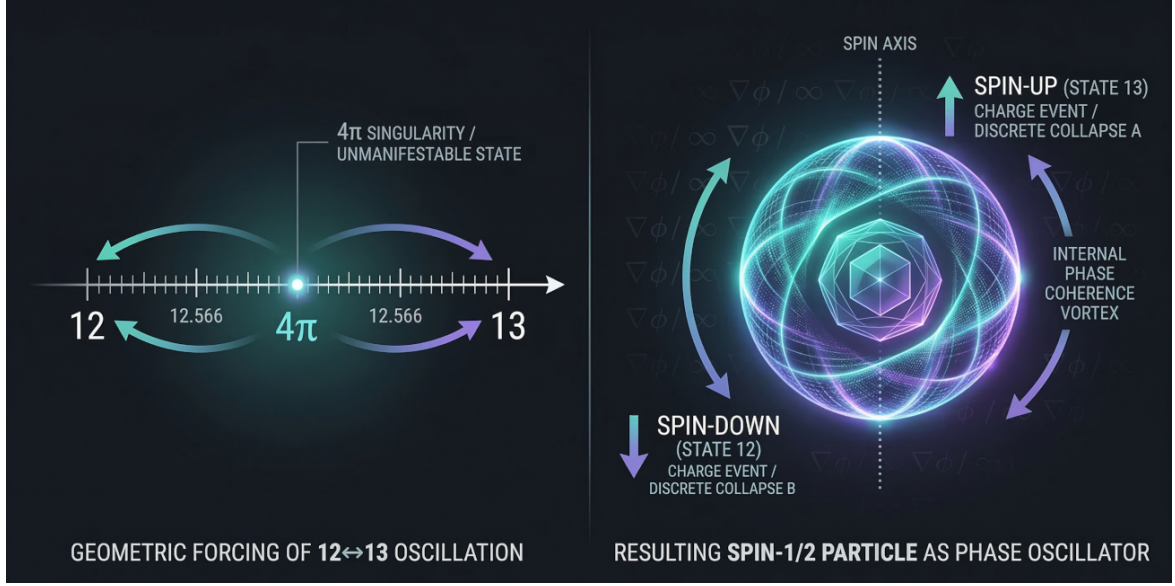 4π SINGULARITY /
UNMANIFESTABLE STATE
12
12.566
4π
12.566
13
GEOMETRIC FORCING OF 12↔13 OSCILLATION
SPIN AXIS
SPIN-UP (STATE 13)
CHARGE EVENT /
DISCRETE COLLAPSE A
INTERNAL
PHASE
COHERENCE
VORTEX
SPIN-DOWN
(STATE 12)
CHARGE EVENT /
DISCRETE COLLAPSE B
RESULTING SPIN-1/2 PARTICLE AS PHASE OSCILLATOR